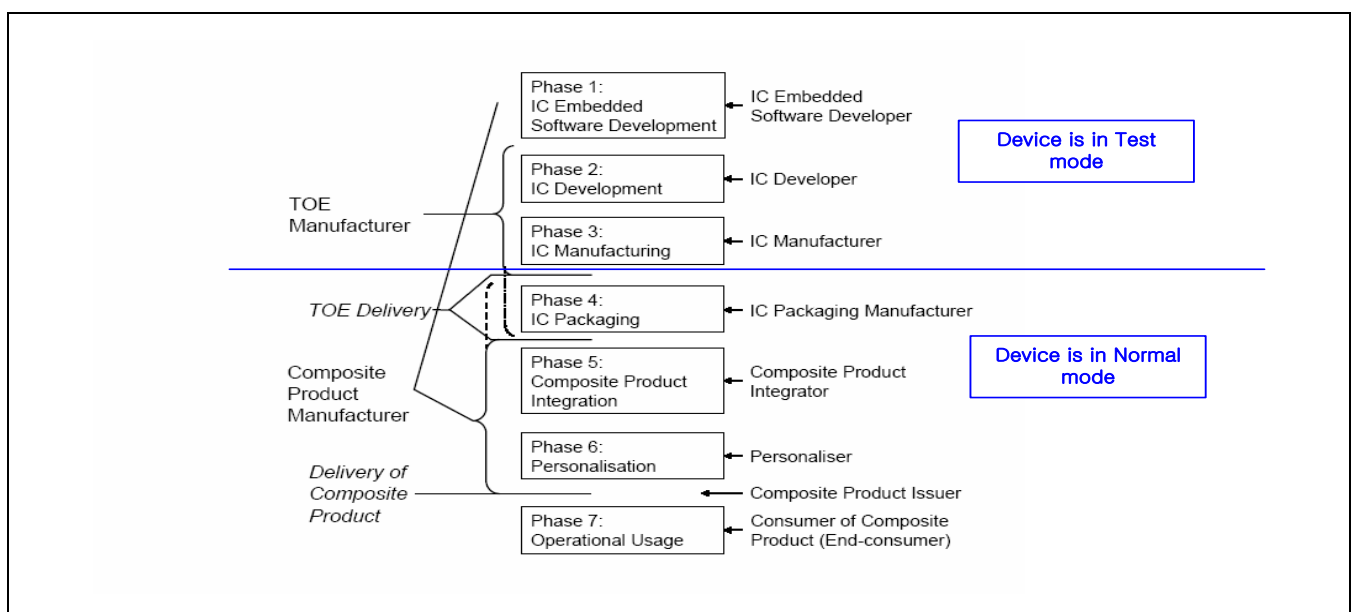 Phase 1:
IC Embedded
Software Development
IC Embedded
Software Developer
Device is in Test
mode
Phase 2:
IC Development
IC Developer
TOE
Manufacturer
Phase 3:
IC Manufacturing
IC Manufacturer
TOE Delivery
Phase 4:
IC Packaging
IC Packaging Manufacturer
Device is in Normal
mode
Composite
Product
Manufacturer
Phase 5:
Composite Product
Integration
Composite Product
Integrator
Phase 6:
Personalisation
Personaliser
Delivery of
Composite
Product
Composite Product Issuer
Phase 7:
Operational Usage
Consumer of Composite
Product (End-consumer)